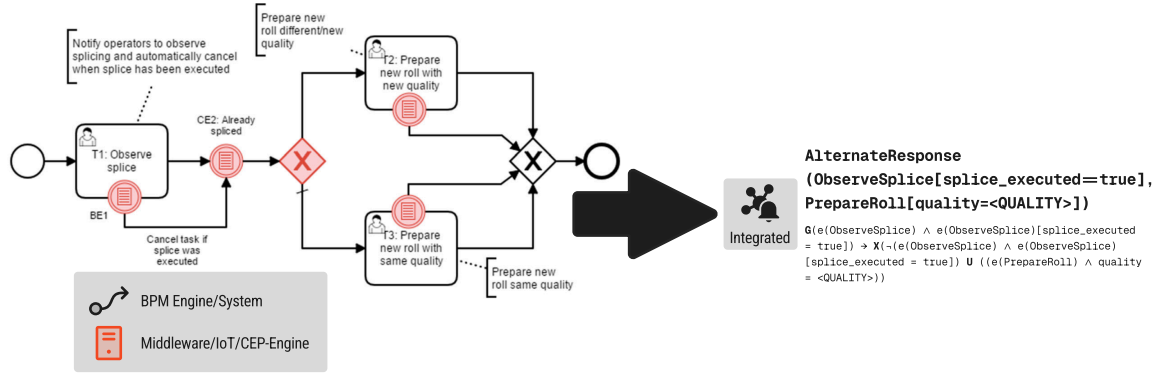 Prepare new
roll different/new
quality
Notify operators to observe
splicing and automatically cancel
when splice has been executed
CE2: Already
spliced
T1: Observe
splice
BE1
Cancel task if
splice was
executed
X
T2: Prepare
new roll with
new quality
T3: Prepare
new roll with
same quality
X
Prepare new
roll same quality
BPM Engine/System
Middleware/IoT/CEP-Engine
Integrated
AlternateResponse
(ObserveSplice[splice_executed==true],
PrepareRoll[quality=<QUALITY>])
G(e(ObserveSplice) ∧ e(ObserveSplice)[splice_executed
= true]) → X(¬(e(ObserveSplice) ∧ e(ObserveSplice)
[splice_executed = true]) U ((e(PrepareRoll) ∧ quality
= <QUALITY>))